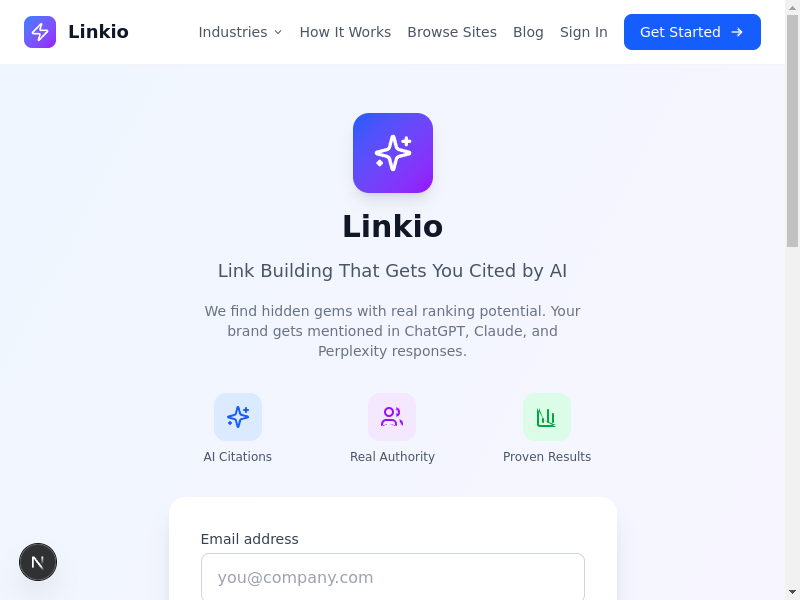 Linkio
Industries
How It Works
Browse Sites
Blog
Sign In
Get Started
Linkio
Link Building That Gets You Cited by AI
We find hidden gems with real ranking potential. Your
brand gets mentioned in ChatGPT, Claude, and
Perplexity responses.
AI Citations
Real Authority
Proven Results
Email address
you@company.com
N